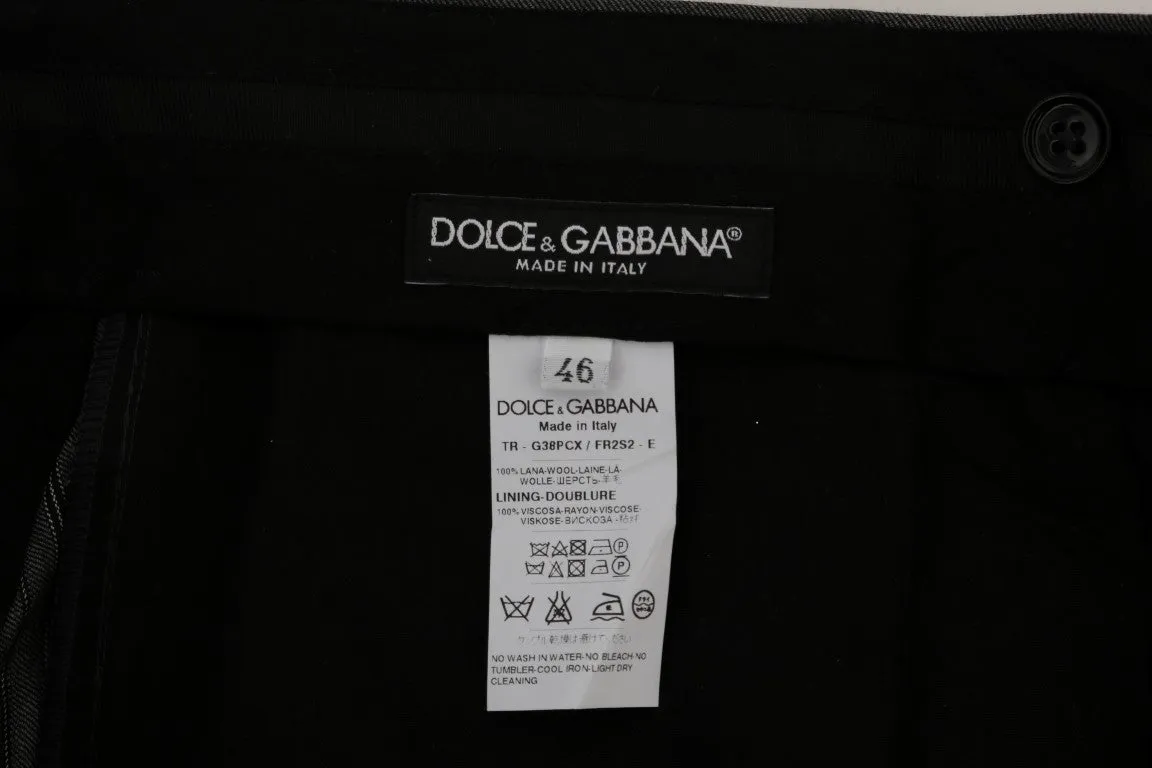 DOLCE & GABBANA®
MADE IN ITALY
46
DOLCE & GABBANA
Made in Italy
TR - G38PCX / FR2S2 - E
100% LANA-WOOL-LAINE-LA-
WOLLE-ШЕРСТЬ-羊毛
LINING-DOUBLURE
100% VISCOSA-RAYON-VISCOSE-
VISKOSE-ВИСКОЗА-
P
P
NO WASH IN WATER-NO BLEACH-NO
TUMBLER-COOL IRON-LIGHT DRY
CLEANING